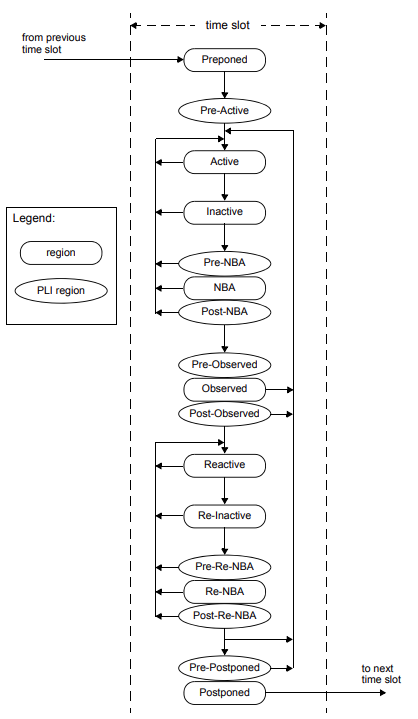 time slot
from previous
time slot
Preponed
Pre-Active
Active
Inactive
Legend:
region
PLI region
Pre-NBA
NBA
Post-NBA
Pre-Observed
Observed
Post-Observed
Reactive
Re-Inactive
Pre-Re-NBA
Re-NBA
Post-Re-NBA
Pre-Postponed
Postponed
to next
time slot